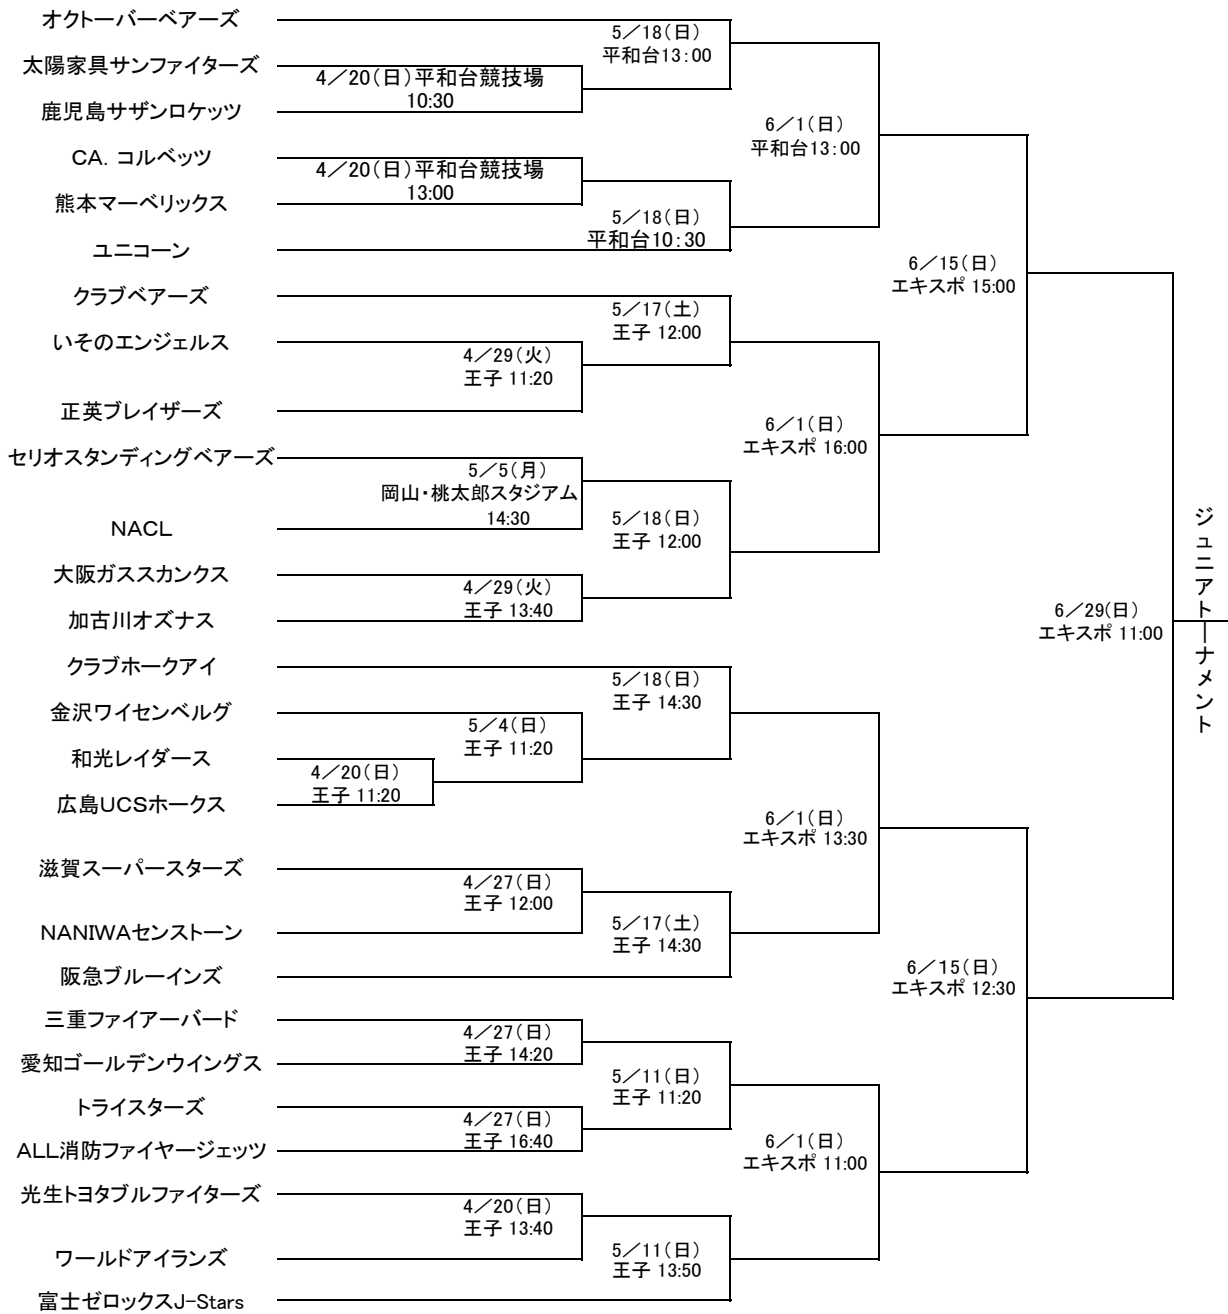 オクトーバーベアーズ
5／18（日）
平和台13：00
太陽家具サンファイターズ
4／20（日）平和台競技場
10:30
鹿児島サザンロケッツ
6／1（日）
平和台13：00
CA．コルベッツ
4／20（日）平和台競技場
13:00
熊本マーベリックス
5／18（日）
平和台10：30
ユニコーン
6／15（日）
エキスポ 15:00
クラブベアーズ
5／17（土）
王子 12:00
いそのエンジェルス
4／29（火）
王子 11:20
正英ブレイザーズ
6／1（日）
エキスポ 16:00
セリオスタンディングベアーズ
5／5（月）
岡山・桃太郎スタジアム
14:30
NACL
5／18（日）
王子 12:00
大阪ガススカンクス
4／29（火）
王子 13:40
加古川オズナス
6／29（日）
エキスポ 11:00
ジュニアトーナメント
クラブホークアイ
5／18（日）
王子 14:30
金沢ワイセンベルグ
5／4（日）
王子 11:20
和光レイダース
4／20（日）
王子 11:20
広島UCSホークス
6／1（日）
エキスポ 13:30
滋賀スーパースターズ
4／27（日）
王子 12:00
NANIWAセンストーン
5／17（土）
王子 14:30
阪急ブルーインズ
6／15（日）
エキスポ 12:30
三重ファイアーバード
4／27（日）
王子 14:20
愛知ゴールデンウイングス
5／11（日）
王子 11:20
トライスターズ
4／27（日）
王子 16:40
ALL消防ファイヤージェッツ
6／1（日）
エキスポ 11:00
光生トヨタブルファイターズ
4／20（日）
王子 13:40
ワールドアイランズ
5／11（日）
王子 13:50
富士ゼロックスJ-Stars